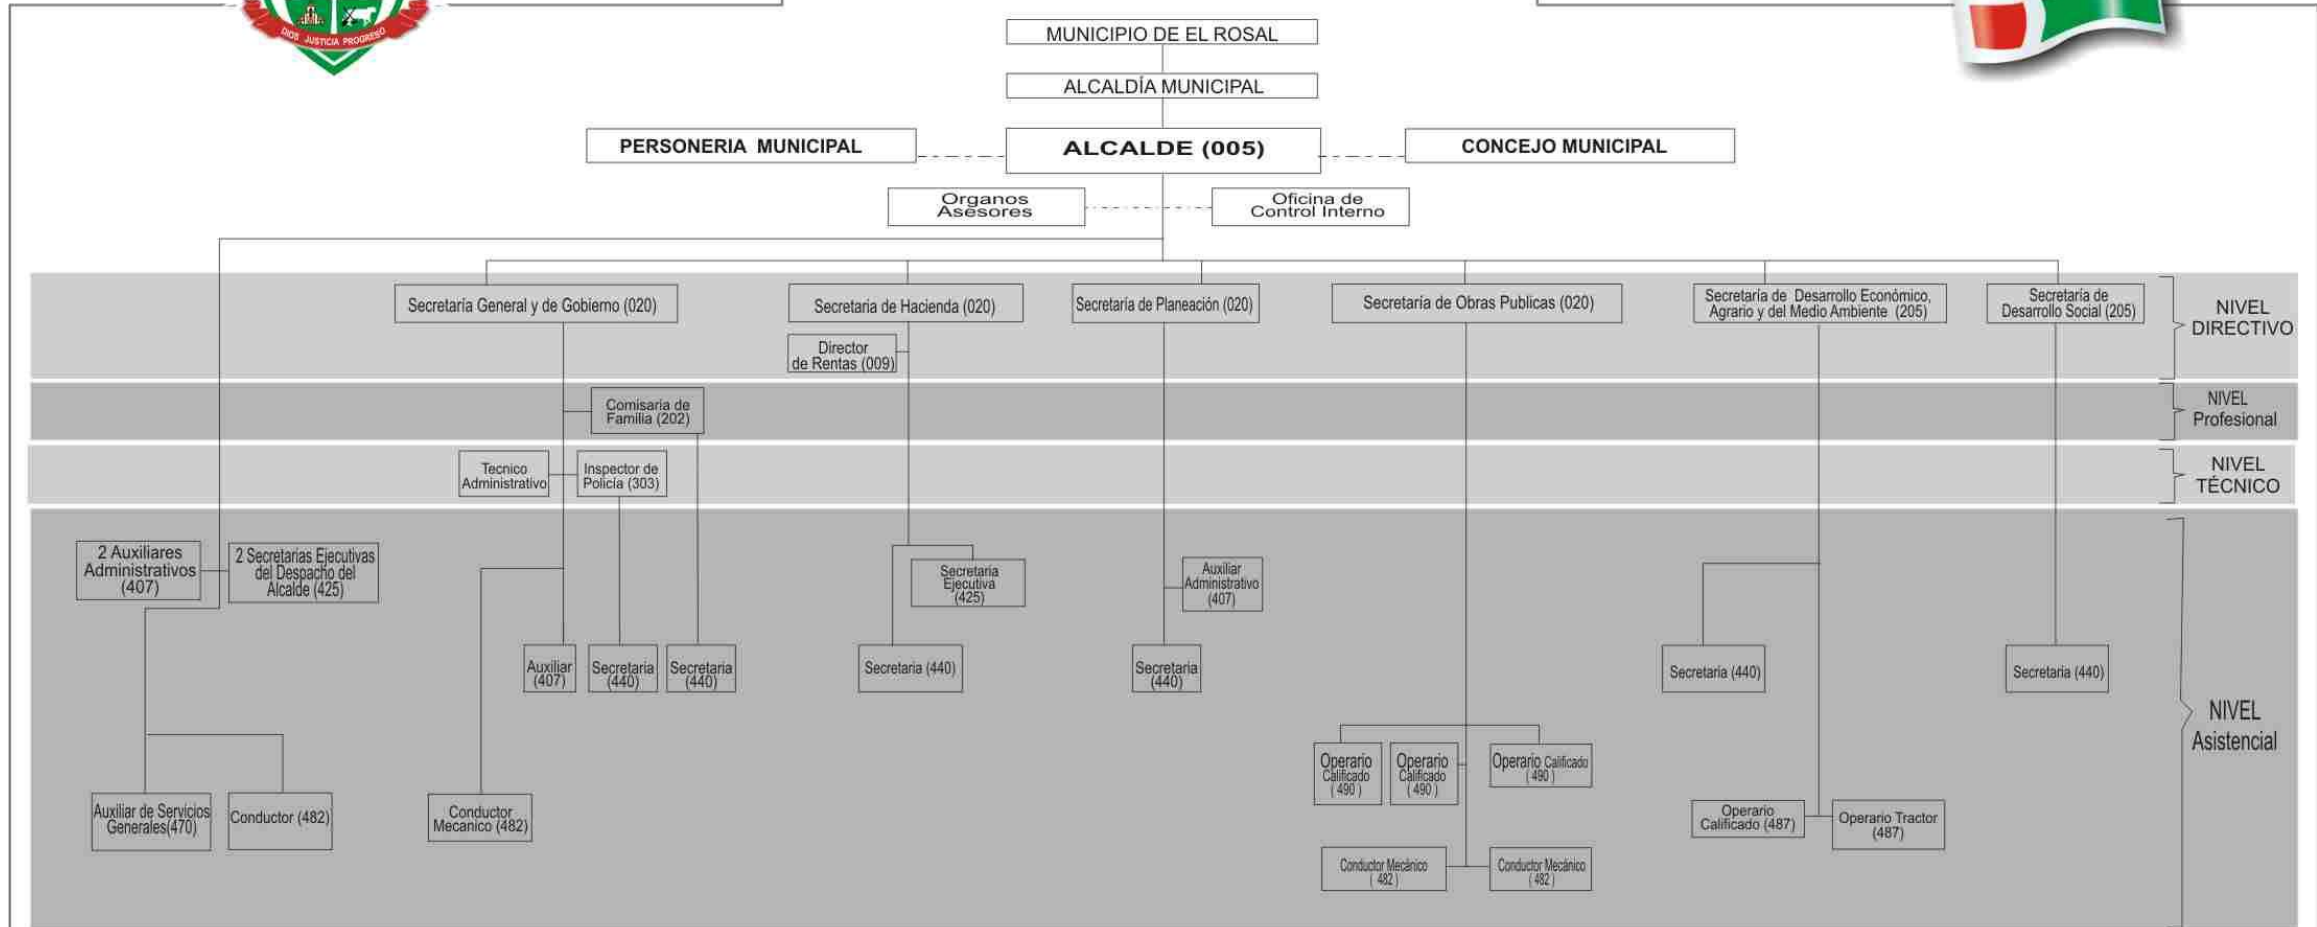 DIOS JUSTICIA PROGRESO
MUNICIPIO DE EL ROSAL
ALCALDÍA MUNICIPAL
PERSONERIA MUNICIPAL
ALCALDE (005)
CONCEJO MUNICIPAL
Organos
Asesores
Oficina de
Control Interno
Secretaría General y de Gobierno (020)
Secretaria de Hacienda (020)
Secretaría de Planeación (020)
Secretaria de Obras Publicas (020)
Secretaría de Desarrollo Económico,
Agrario y del Medio Ambiente (205)
Secretaría de
Desarrollo Social (205)
NIVEL
DIRECTIVO
Director
de Rentas (009)
Comisaria de
Familia (202)
NIVEL
Profesional
Tecnico
Administrativo
Inspector de
Policía (303)
NIVEL
TÉCNICO
2 Auxiliares
Administrativos
(407)
2 Secretarias Ejecutivas
del Despacho del
Alcalde (425)
Secretaria
Ejecutiva
(425)
Auxiliar
Administrativo
(407)
Auxiliar
(407)
Secretaria
(440)
Secretaria
(440)
Secretaria (440)
Secretaria
(440)
Secretaria (440)
Secretaria (440)
NIVEL
Asistencial
Operario
Calificado
( 490 )
Operario
Calificado
( 490 )
Operario Calificado
( 490 )
Auxiliar de Servicios
Generales(470)
Conductor (482)
Conductor
Mecanico (482)
Operario
Calificado (487)
Operario Tractor
(487)
Conductor Mecánico
( 482 )
Conductor Mecánico
( 482 )